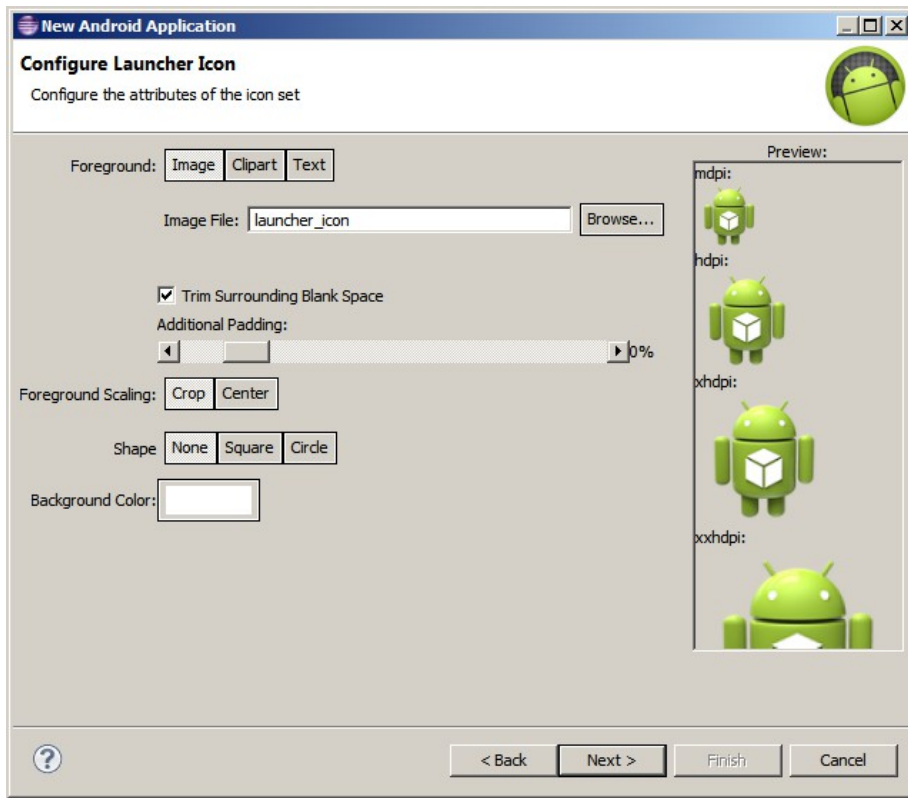 New Android Application
Configure Launcher Icon
Configure the attributes of the icon set
Foreground: Image Clipart Text
Image File: launcher_icon Browse...
Trim Surrounding Blank Space
Additional Padding:
0%
Foreground Scaling: Crop Center
Shape None Square Circle
Background Color:
Preview:
mdpi:
hdpi:
xhdpi:
xxhdpi:
? < Back Next > Finish Cancel